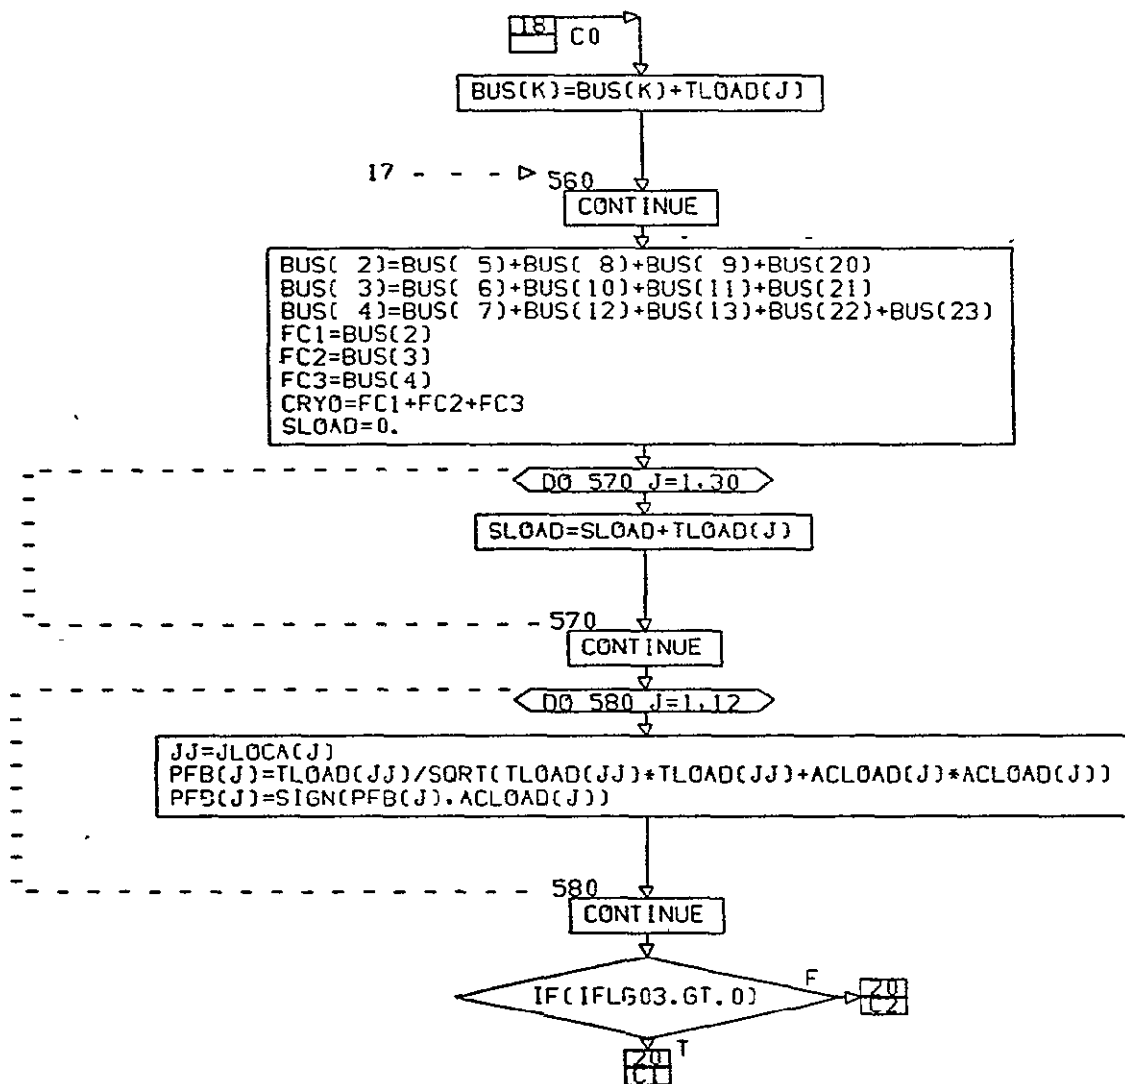 18
C0
BUS(K)=BUS(K)+TLOAD(J)
17
560
CONTINUE
BUS( 2)=BUS( 5)+BUS( 8)+BUS( 9)+BUS(20)
BUS( 3)=BUS( 6)+BUS(10)+BUS(11)+BUS(21)
BUS( 4)=BUS( 7)+BUS(12)+BUS(13)+BUS(22)+BUS(23)
FC1=BUS(2)
FC2=BUS(3)
FC3=BUS(4)
CRYO=FC1+FC2+FC3
SLOAD=0.
DO 570 J=1,30
SLOAD=SLOAD+TLOAD(J)
570
CONTINUE
DO 580 J=1,12
JJ=JLOCA(J)
PFB(J)=TLOAD(JJ)/SQRT(TLOAD(JJ)*TLOAD(JJ)+ACLOAD(J)*ACLOAD(J))
PFB(J)=SIGN(PFB(J),ACLOAD(J))
580
CONTINUE
IF(IFLG03.GT.0)
F
20
C2
T
20
C1